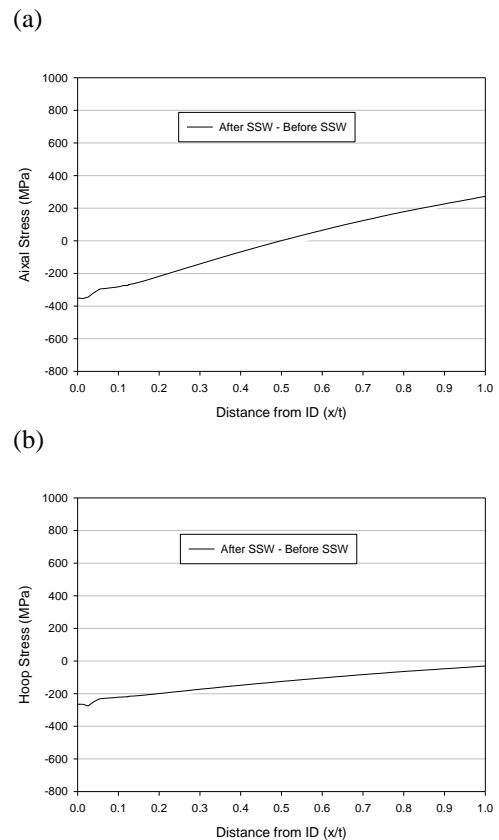 (a)
1000
800
600
400
200
0
-200
-400
-600
-800
Aixal Stress (MPa)
After SSW - Before SSW
0.0 0.1 0.2 0.3 0.4 0.5 0.6 0.7 0.8 0.9 1.0
Distance from ID (x/t)
(b)
1000
800
600
400
200
0
-200
-400
-600
-800
Hoop Stress (MPa)
After SSW - Before SSW
0.0 0.1 0.2 0.3 0.4 0.5 0.6 0.7 0.8 0.9 1.0
Distance from ID (x/t)